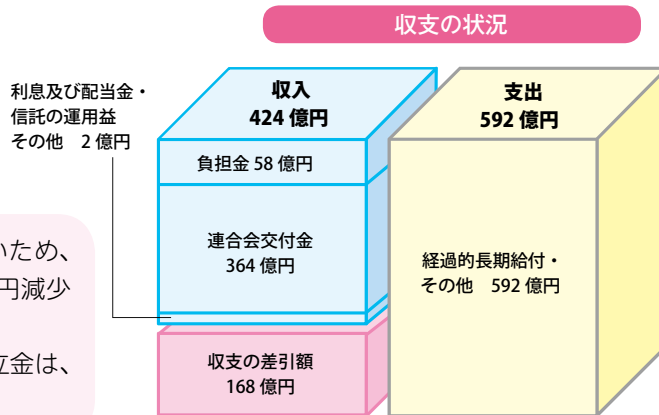 収支の状況
利息及び配当金・
信託の運用益
その他 2 億円
収入
424 億円
負担金 58 億円
連合会交付金
364 億円
収支の差引額
168 億円
支出
592 億円
経過的長期給付・
その他 592 億円
いため、
円減少
立金は、